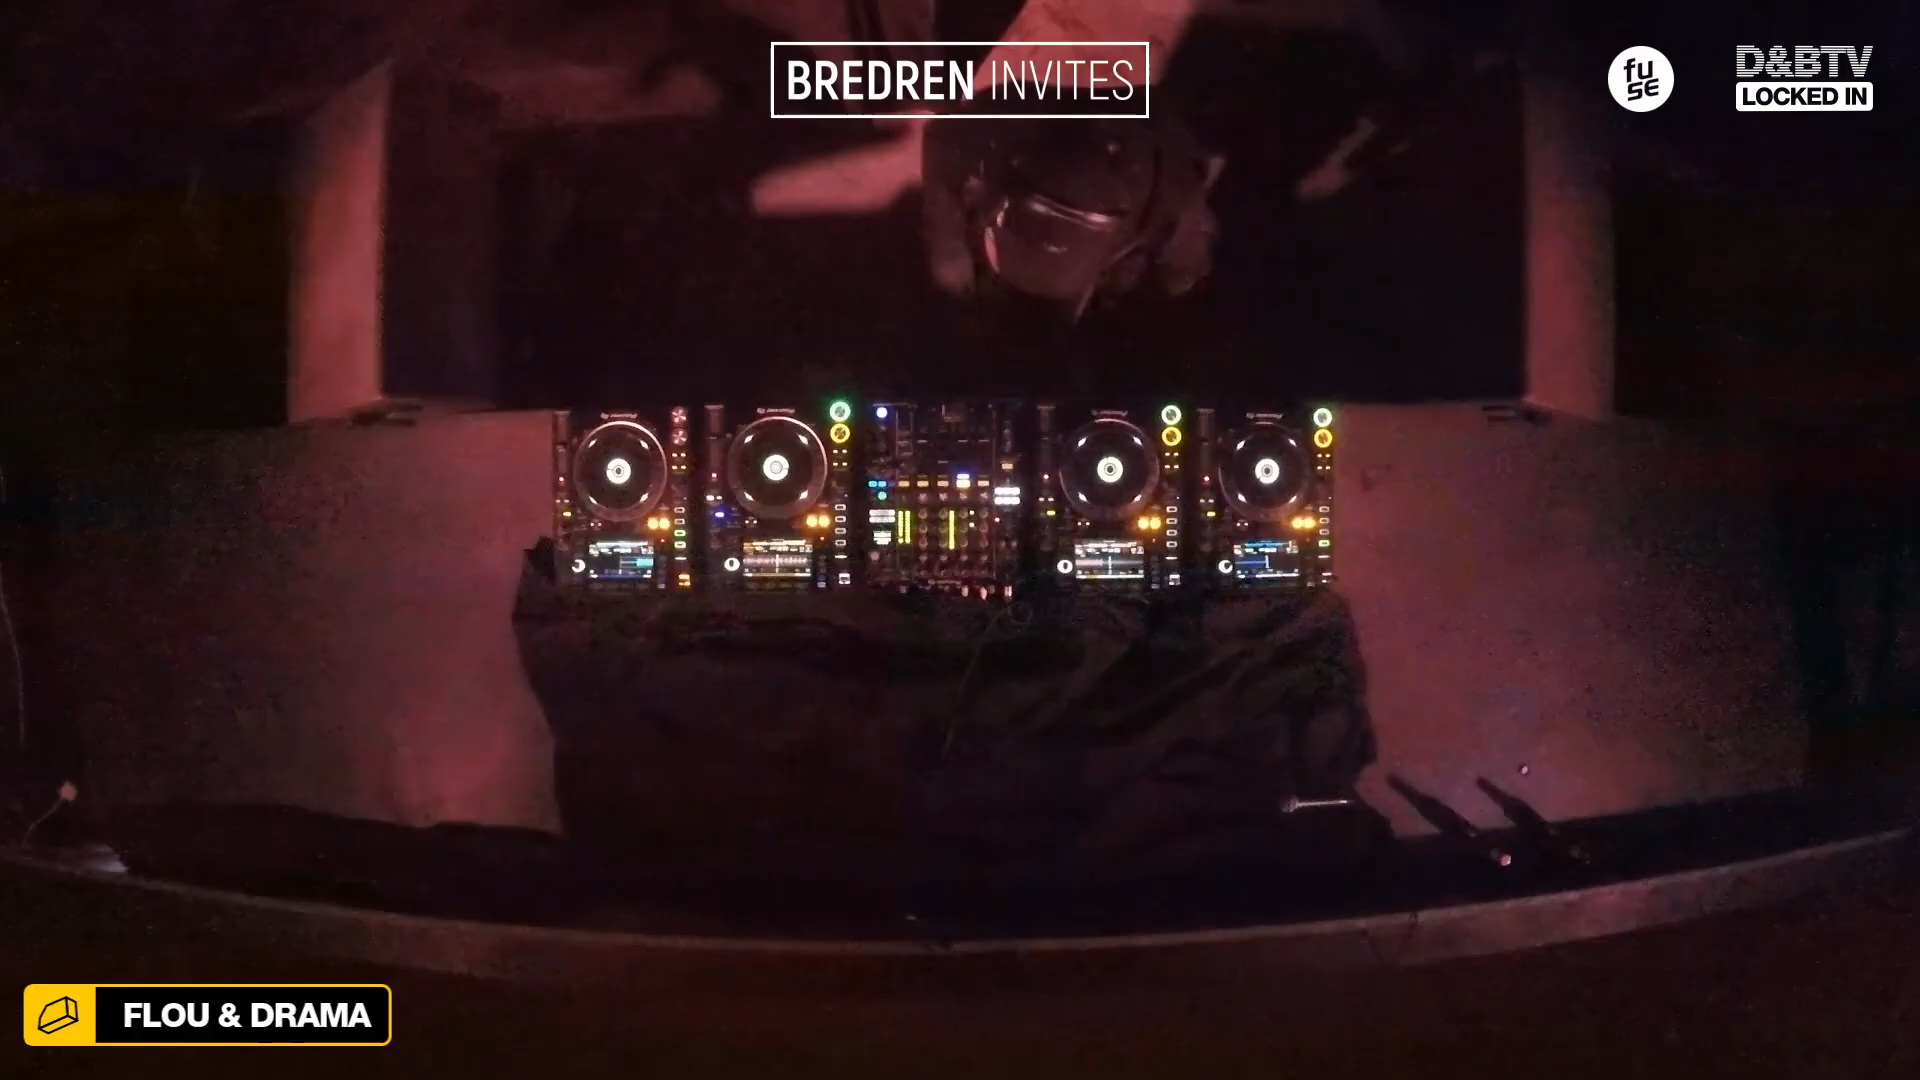 BREDREN INVITES
fu
se
D&BTV
LOCKED IN
FLOU & DRAMA